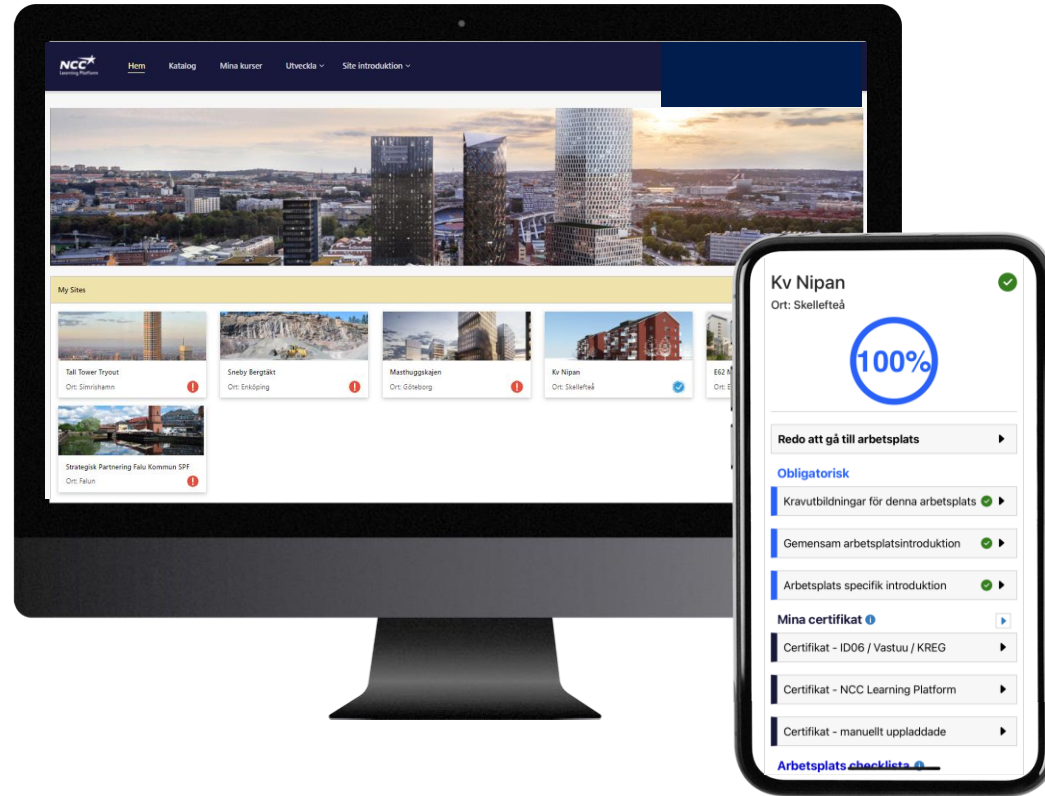 NCC
Learning Platform
Hem
Katalog
Mina kurser
Utveckla
Site introduktion
My Sites
Tall Tower Tryout
Ort: Simrishamn
Sneby Bergtäkt
Ort: Enköping
Masthuggskajen
Ort: Göteborg
Kv Nipan
Ort: Skellefteå
E62
Ort:
Strategisk Partnering Falu Kommun SPF
Ort: Falun
Kv Nipan
Ort: Skellefteå
100%
Redo att gå till arbetsplats
Obligatorisk
Kravutbildningar för denna arbetsplats
Gemensam arbetsplatsintroduktion
Arbetsplats specifik introduktion
Mina certifikat
Certifikat - ID06 / Vastuu / KREG
Certifikat - NCC Learning Platform
Certifikat - manuellt uppladdade
Arbetsplats checklista